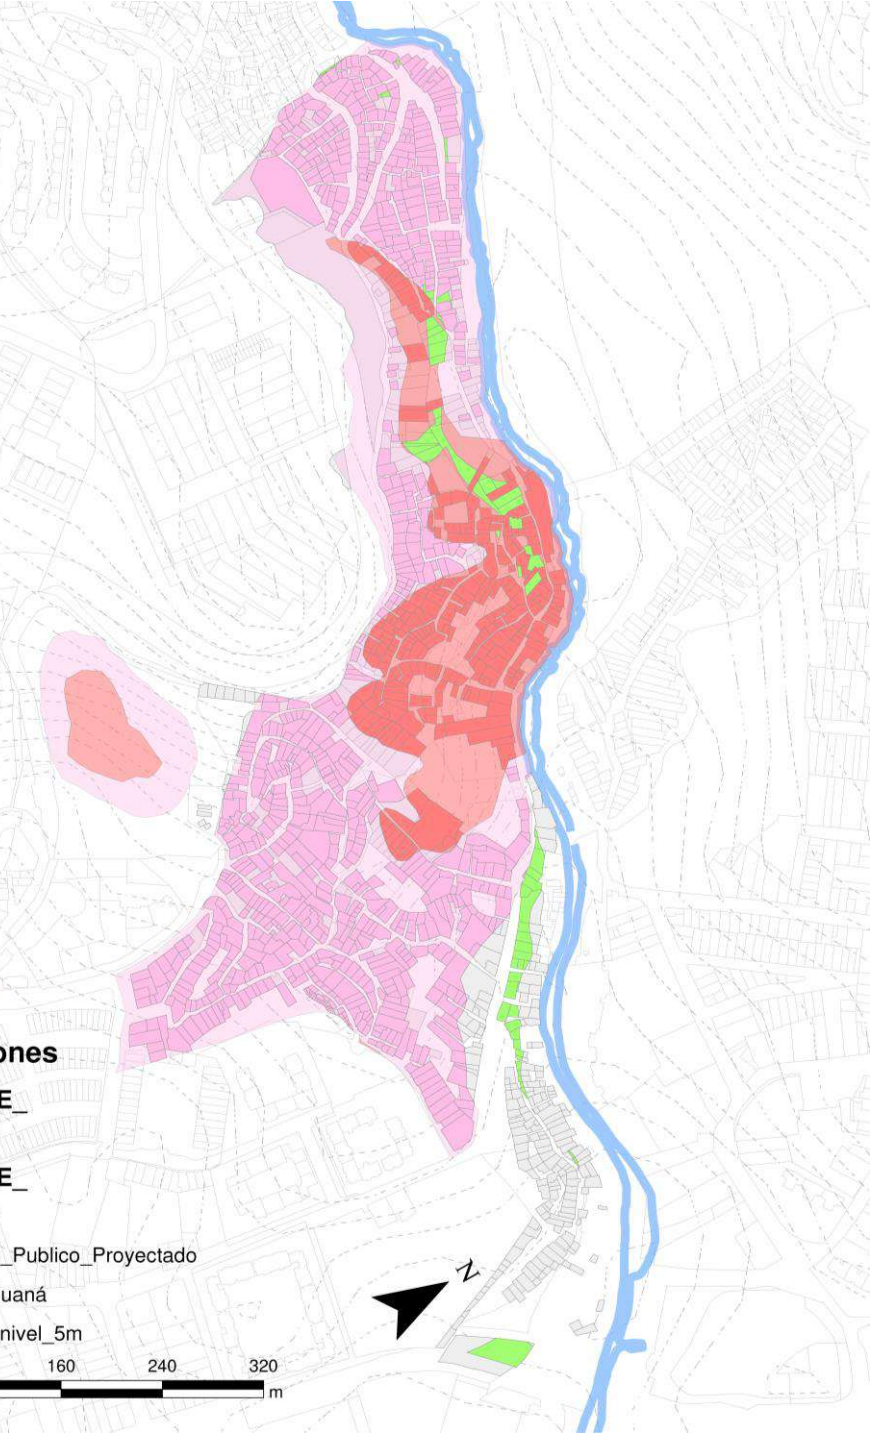 ones
E_
E_
_Publico_Proyectado
uaná
nivel_5m
160 240 320
m
N